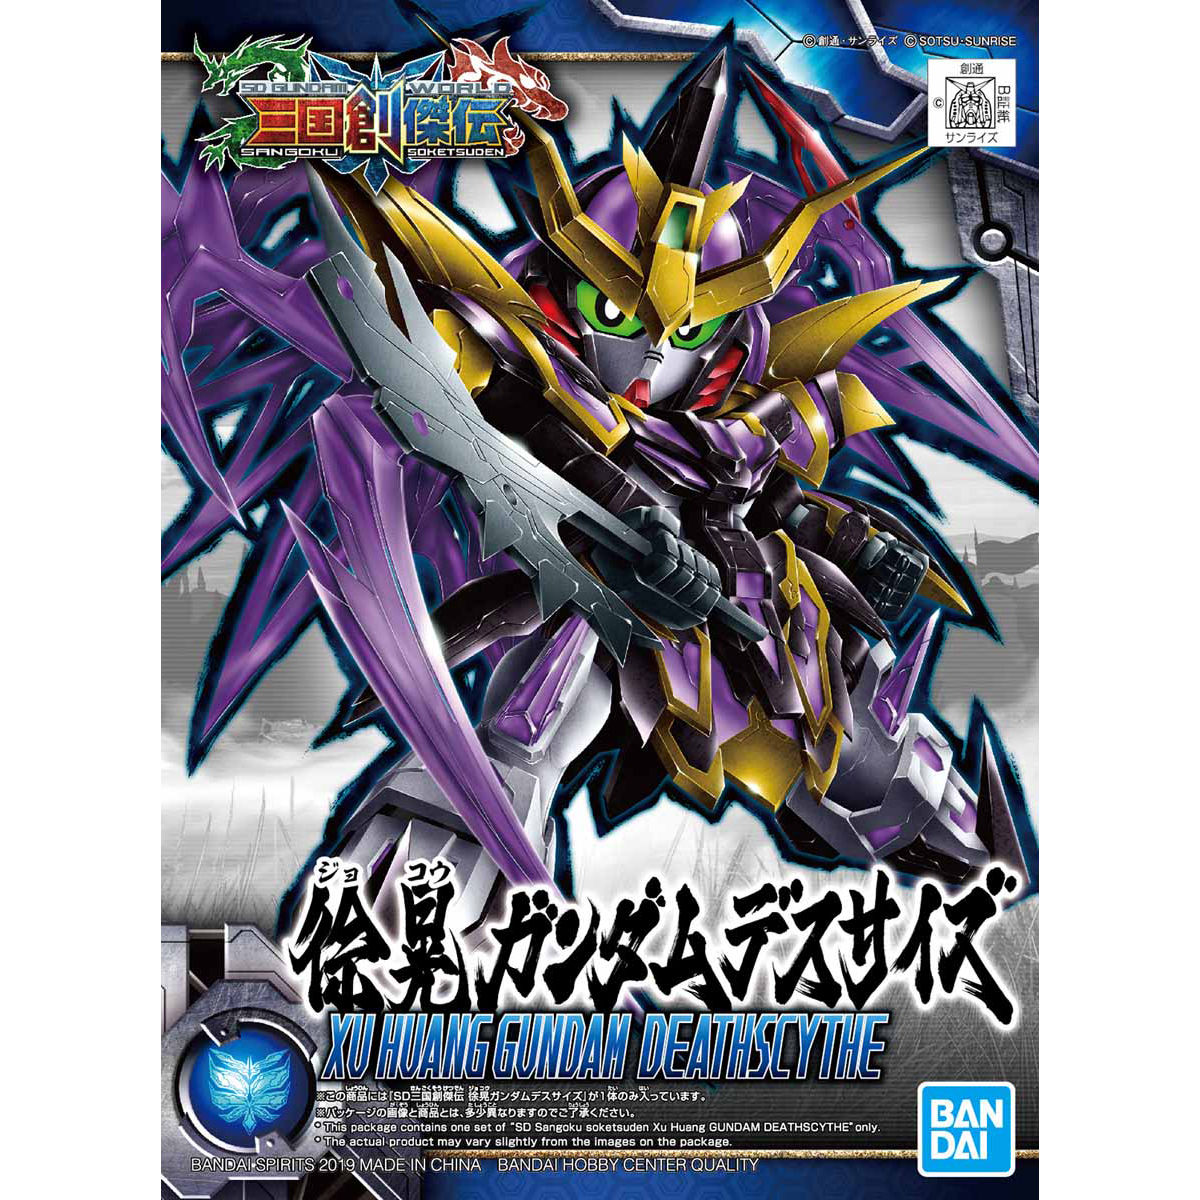 ©創通・サンライズ ©SOTSU・SUNRISE
創通
©
B証業
サンライズ
SD GUNDAM WORLD
三国創傑伝
SANGOKU SOKETSUDEN
ジョ コウ
徐晃ガンダムデスサイズ
XU HUANG GUNDAM DEATHSCYTHE
※この商品には「SD三国創傑伝 徐晃ガンダムデスサイズ」が1体のみ入っています。
※パッケージの画像と商品とは、多少異なりますのでご了承ください。
* This package contains one set of "SD Sangoku soketsuden Xu Huang GUNDAM DEATHSCYTHE" only.
* The actual product may vary slightly from the images on the package.
BANDAI SPIRITS 2019 MADE IN CHINA BANDAI HOBBY CENTER QUALITY
BAN
DAI